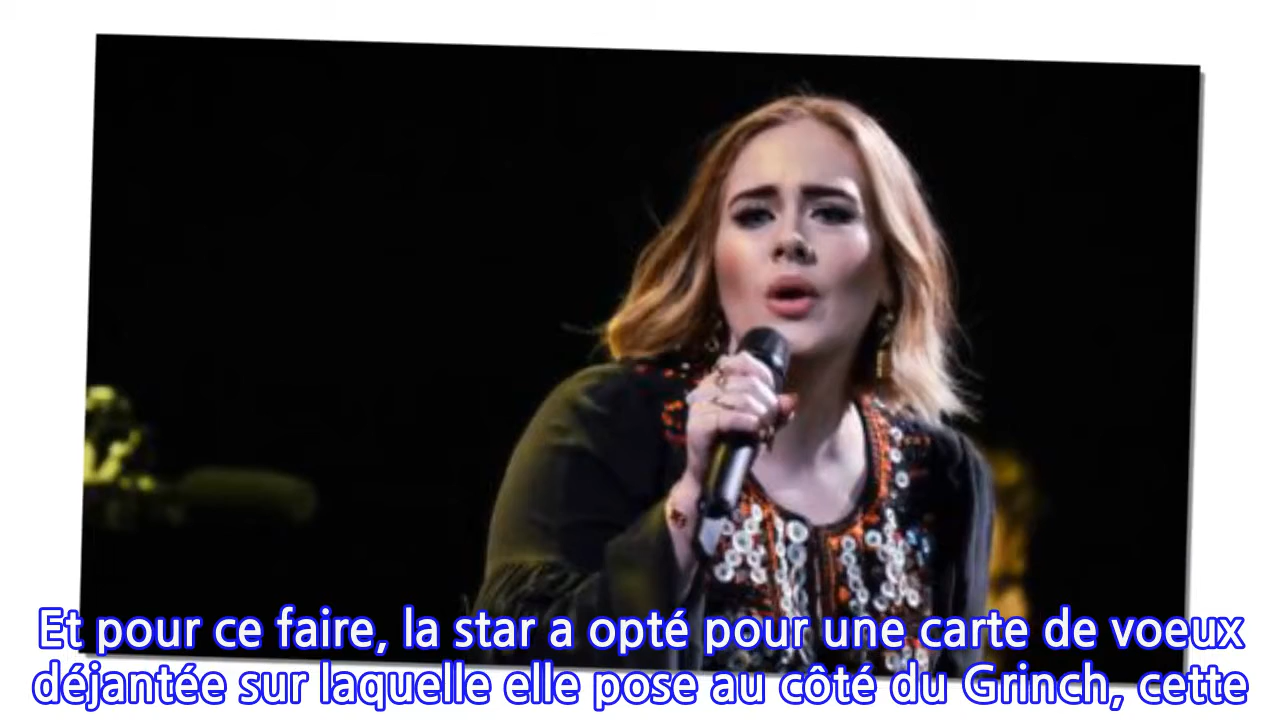 Et pour ce faire, la star a opté pour une carte de voeux
déjantée sur laquelle elle pose au côté du Grinch, cette